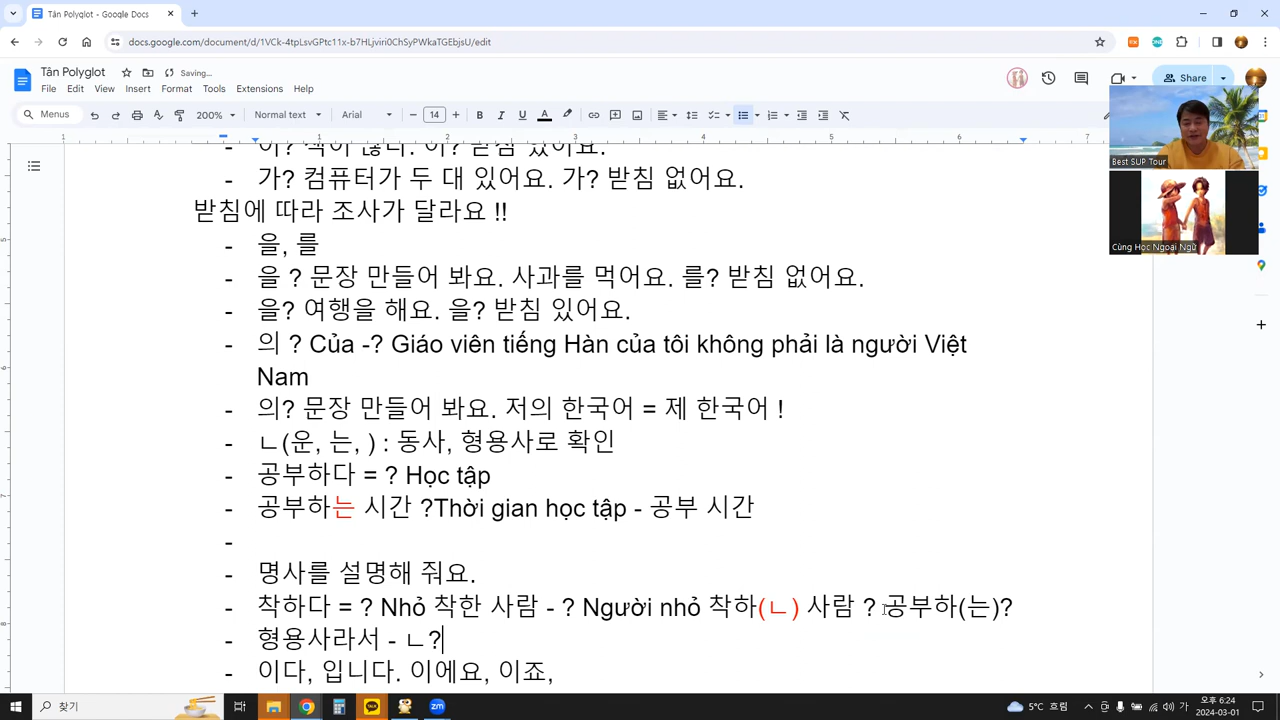 Tân Polyglot - Google Docs
docs.google.com/document/d/1VCk-4tpLsvGPtc11x-b7HLjviri0ChSyPWkaTGEbjsU/edit
Tân Polyglot
Saving...
File Edit View Insert Format Tools Extensions Help
Share
Menus
200%
Normal text
Arial
14
B I U A
1 1 2 3 4 5 6 7
- 가? 컴퓨터가 두 대 있어요. 가? 받침 없어요.
받침에 따라 조사가 달라요 !!
- 을, 를
- 을 ? 문장 만들어 봐요. 사과를 먹어요. 를? 받침 없어요.
- 을? 여행을 해요. 을? 받침 있어요.
- 의 ? Của -? Giáo viên tiếng Hàn của tôi không phải là người Việt
Nam
- 의? 문장 만들어 봐요. 저의 한국어 = 제 한국어 !
- ㄴ(운, 는, ) : 동사, 형용사로 확인
- 공부하다 = ? Học tập
- 공부하는 시간 ?Thời gian học tập - 공부 시간
-
- 명사를 설명해 줘요.
- 착하다 = ? Nhỏ 착한 사람 - ? Người nhỏ 착하(ㄴ) 사람 ? 공부하(는)?
- 형용사라서 - ㄴ?
- 이다, 입니다. 이에요, 이죠,
Best SUP Tour
Cùng Học Ngoại Ngữ
찾기
5°C 흐림
가
오후 6:24
2024-03-01